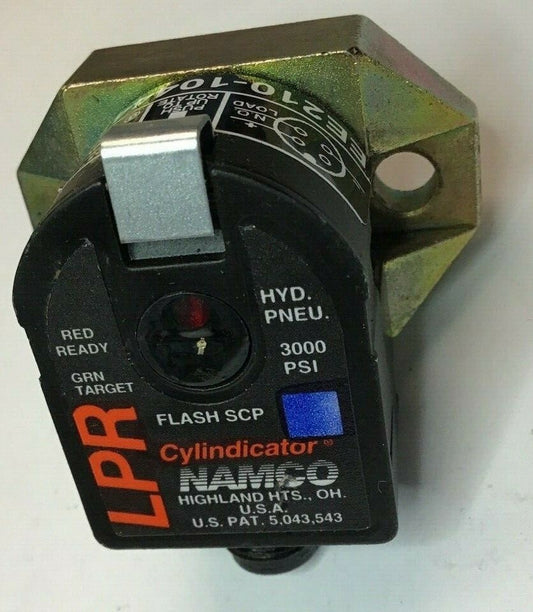 EE210-104
N.O.
LOAD
+
PUSH
ROTATE
RED
READY
GRN
TARGET
HYD.
PNEU.
3000
PSI
FLASH SCP
LPR
Cylindicator®
NAMCO
HIGHLAND HTS., OH.
U.S.A.
U.S. PAT. 5,043,543